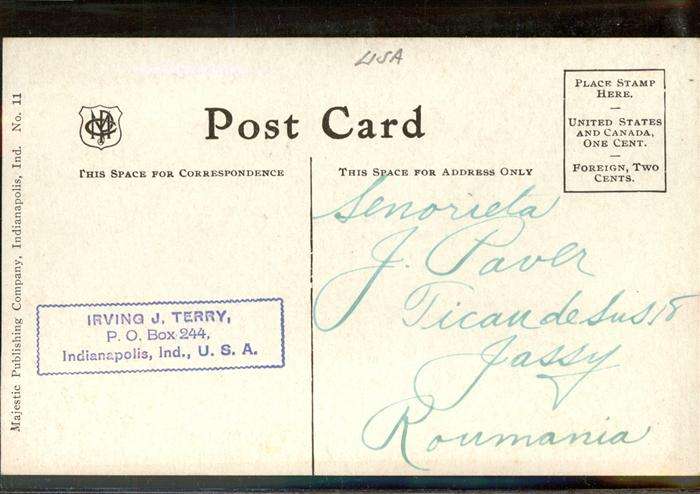 USA
Post Card
PLACE STAMP
HERE.
UNITED STATES
AND CANADA,
ONE CENT.
FOREIGN, TWO
CENTS.
THIS SPACE FOR CORRESPONDENCE
THIS SPACE FOR ADDRESS ONLY
Majestic Publishing Company, Indianapolis, Ind. No. 11
IRVING J. TERRY,
P. O. Box 244,
Indianapolis, Ind., U. S. A.
Senorieta
J. Paver
Ticau de Sus
Jassy
Roumania